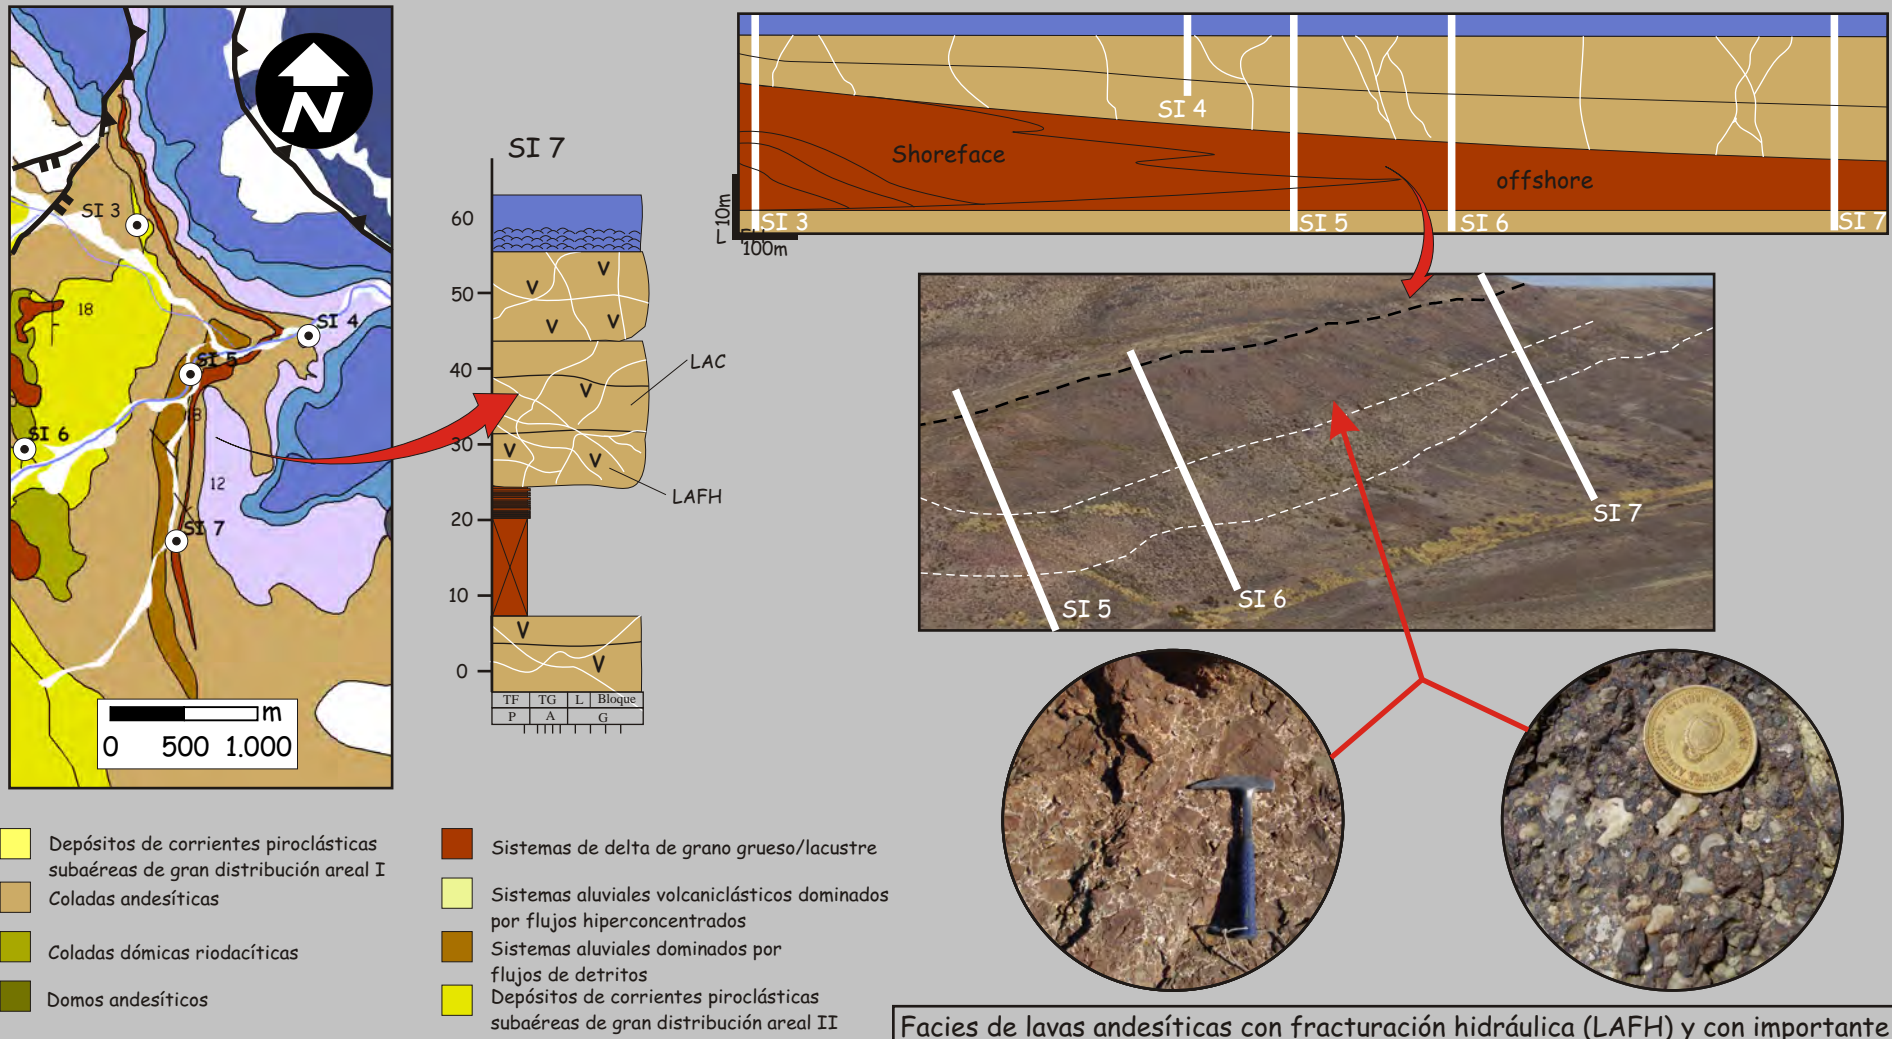 N
SI 3
18
SI 4
SI 5
18
SI 6
12
SI 7
m
0 500 1.000
SI 7
60
50
40
30
20
10
0
LAC
LAFH
V
V
V
V
V
V
V
V
V
TF TG L Bloque
P A G
SI 4
Shoreface
offshore
10m
L
SI 3
SI 5
SI 6
SI 7
100m
SI 7
SI 6
SI 5
Depósitos de corrientes piroclásticas
subaéreas de gran distribución areal I
Coladas andesíticas
Coladas dómicas riodacíticas
Domos andesíticos
Sistemas de delta de grano grueso/lacustre
Sistemas aluviales volcaniclásticos dominados
por flujos hiperconcentrados
Sistemas aluviales dominados por
flujos de detritos
Depósitos de corrientes piroclásticas
subaéreas de gran distribución areal II
Facies de lavas andesíticas con fracturación hidráulica (LAFH) y con importante